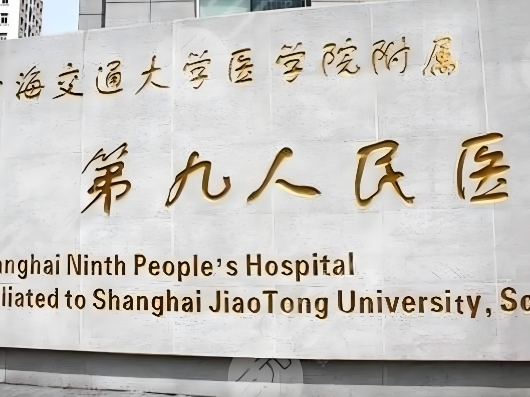 海交通大学医学院附属
第九人民医
anghai Ninth People's Hospital
liated to Shanghai JiaoTong University, Sc